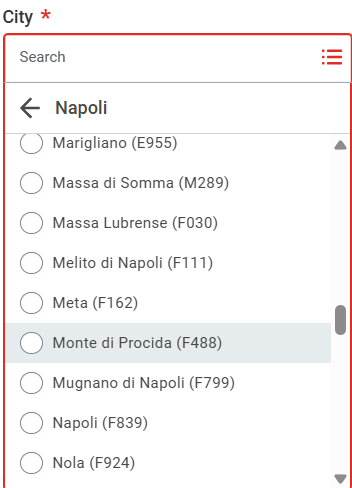 City *
Search
Napoli
Marigliano (E955)
Massa di Somma (M289)
Massa Lubrense (F030)
Melito di Napoli (F111)
Meta (F162)
Monte di Procida (F488)
Mugnano di Napoli (F799)
Napoli (F839)
Nola (F924)